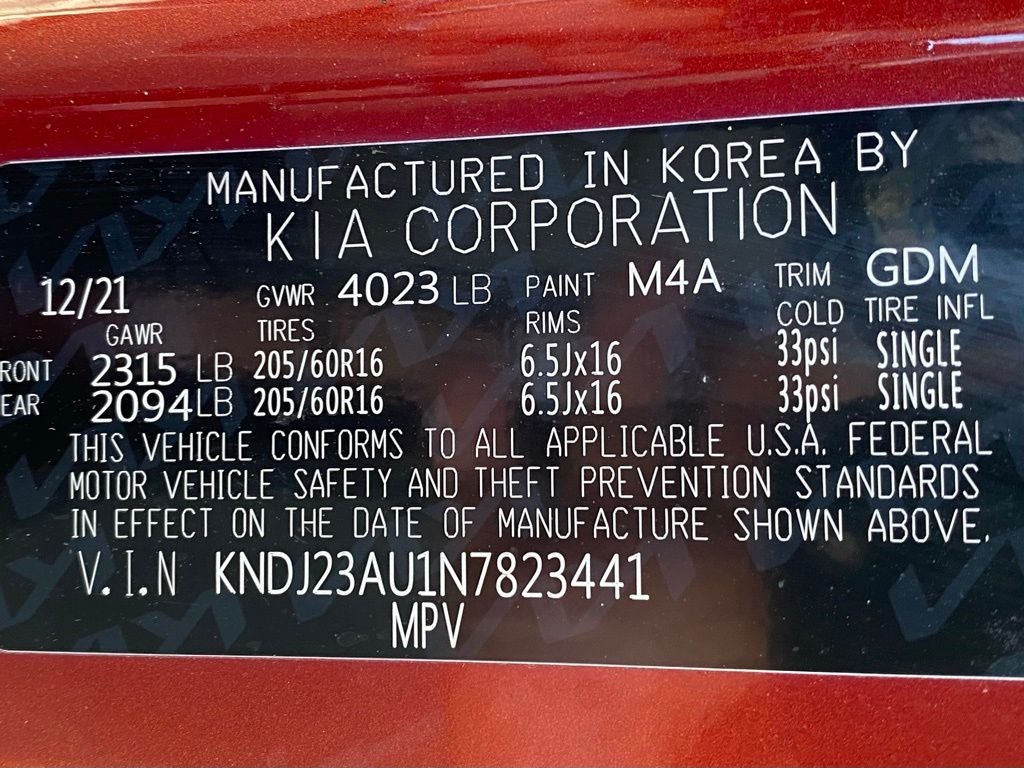 MANUFACTURED IN KOREA BY
KIA CORPORATION
12/21 GVWR 4023 LB PAINT M4A TRIM GDM
GAWR TIRES RIMS COLD TIRE INFL
RONT 2315 LB 205/60R16 6.5Jx16 33psi SINGLE
EAR 2094 LB 205/60R16 6.5Jx16 33psi SINGLE
THIS VEHICLE CONFORMS TO ALL APPLICABLE U.S.A. FEDERAL
MOTOR VEHICLE SAFETY AND THEFT PREVENTION STANDARDS
IN EFFECT ON THE DATE OF MANUFACTURE SHOWN ABOVE.
V.I.N KNDJ23AU1N7823441
MPV